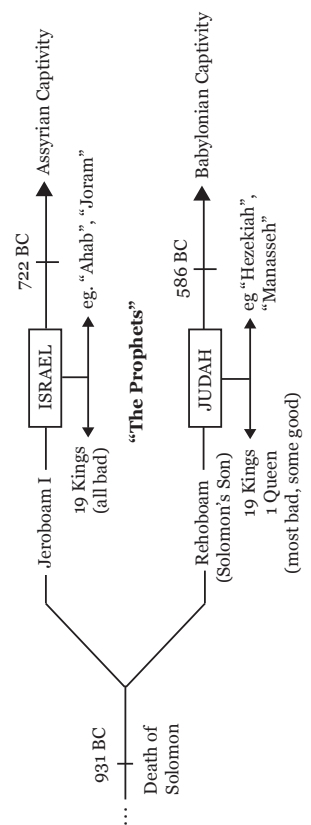 ...
931 BC
Death of
Solomon
Jeroboam I
ISRAEL
722 BC
Assyrian Captivity
19 Kings
(all bad)
eg. “Ahab”, “Joram”
“The Prophets”
Rehoboam
(Solomon’s Son)
JUDAH
586 BC
Babylonian Captivity
19 Kings
1 Queen
(most bad, some good)
eg “Hezekiah”,
“Manasseh”